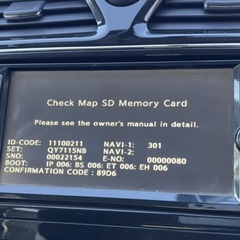 Check Map SD Memory Card
Please see the owner's manual in detail.
ID-CODE: 11100211 NAVI-1: 301
SET: QY7115NB NAVI-2:
SNO: 00022154 E-NO: 00000080
BOOT: IP 006: BS 006: ET 006: EH 006
CONFIRMATION CODE : 89D6